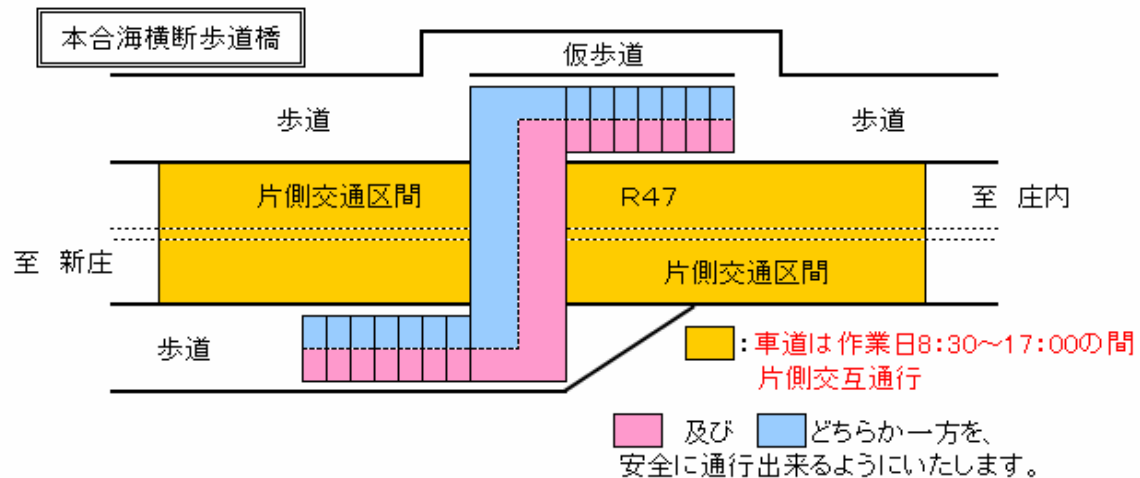 本合海横断歩道橋
仮歩道
歩道
歩道
片側交通区間
R47
至 庄内
至 新庄
片側交通区間
歩道
:車道は作業日8:30～17:00の間
片側交互通行
及び どちらか一方を、
安全に通行出来るようにいたします。